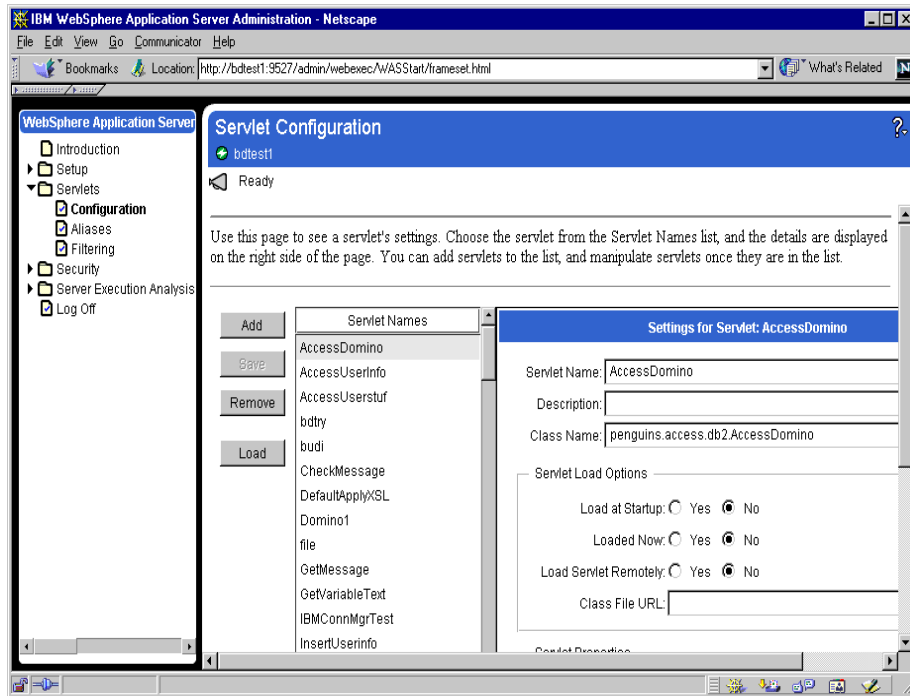 IBM WebSphere Application Server Administration - Netscape
File Edit View Go Communicator Help
Bookmarks Location: http://bdtest1:9527/admin/webexec/WASStart/frameset.html What's Related N
WebSphere Application Server
Introduction
Setup
Servlets
Configuration
Aliases
Filtering
Security
Server Execution Analysis
Log Off
Servlet Configuration
bdtest1
Ready
Use this page to see a servlet's settings. Choose the servlet from the Servlet Names list, and the details are displayed
on the right side of the page. You can add servlets to the list, and manipulate servlets once they are in the list.
Add
Save
Remove
Load
Servlet Names
AccessDomino
AccessUserInfo
AccessUserstuf
bdtry
budi
CheckMessage
DefaultApplyXSL
Domino1
file
GetMessage
GetVariableText
IBMConnMgrTest
InsertUserinfo
Settings for Servlet: AccessDomino
Servlet Name: AccessDomino
Description:
Class Name: penguins.access.db2.AccessDomino
Servlet Load Options
Load at Startup: Yes No
Loaded Now: Yes No
Load Servlet Remotely: Yes No
Class File URL:
Servlet Properties